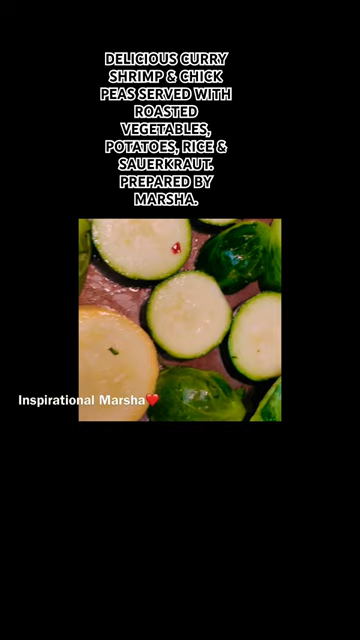 DELICIOUS CURRY
SHRIMP & CHICK
PEAS SERVED WITH
ROASTED
VEGETABLES,
POTATOES, RICE &
SAUERKRAUT.
PREPARED BY
MARSHA.
Inspirational Marsha❤️